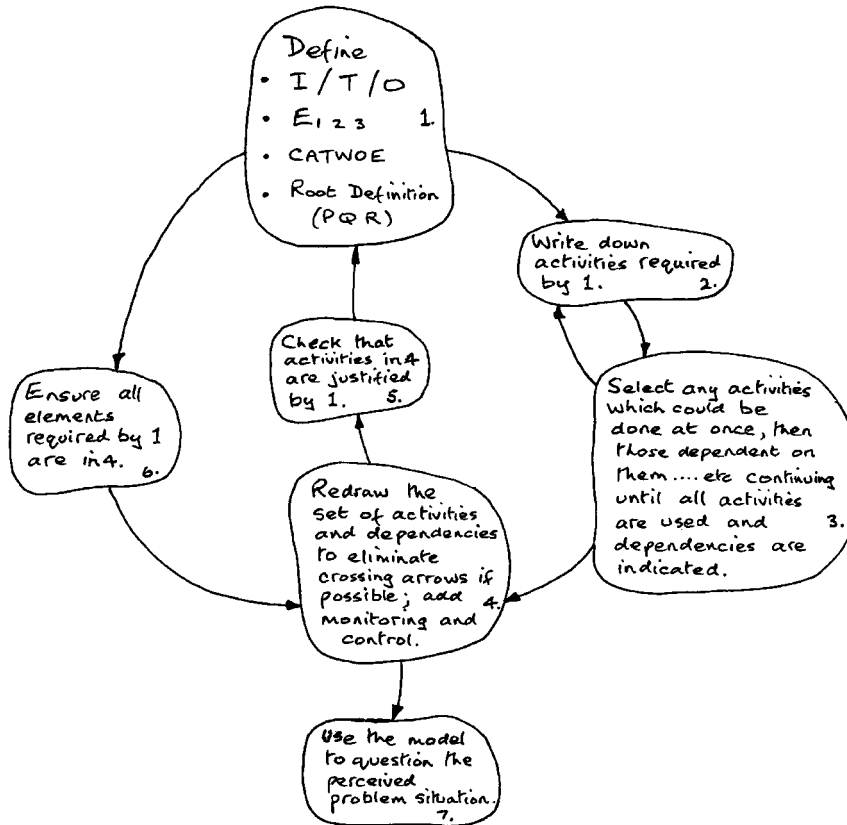 Define
• I / T / O
• E₁ ₂ ₃ 1.
• CATWOE
• Root Definition
(PQR)
Write down
activities required
by 1. 2.
Select any activities
which could be
done at once, then
those dependent on
them.... etc continuing
until all activities
are used and 3.
dependencies are
indicated.
Redraw the
set of activities
and dependencies
to eliminate
crossing arrows if
possible; add 4.
monitoring and
control.
Check that
activities in 4
are justified
by 1. 5.
Ensure all
elements
required by 1
are in 4. 6.
Use the model
to question the
perceived
problem situation.
7.